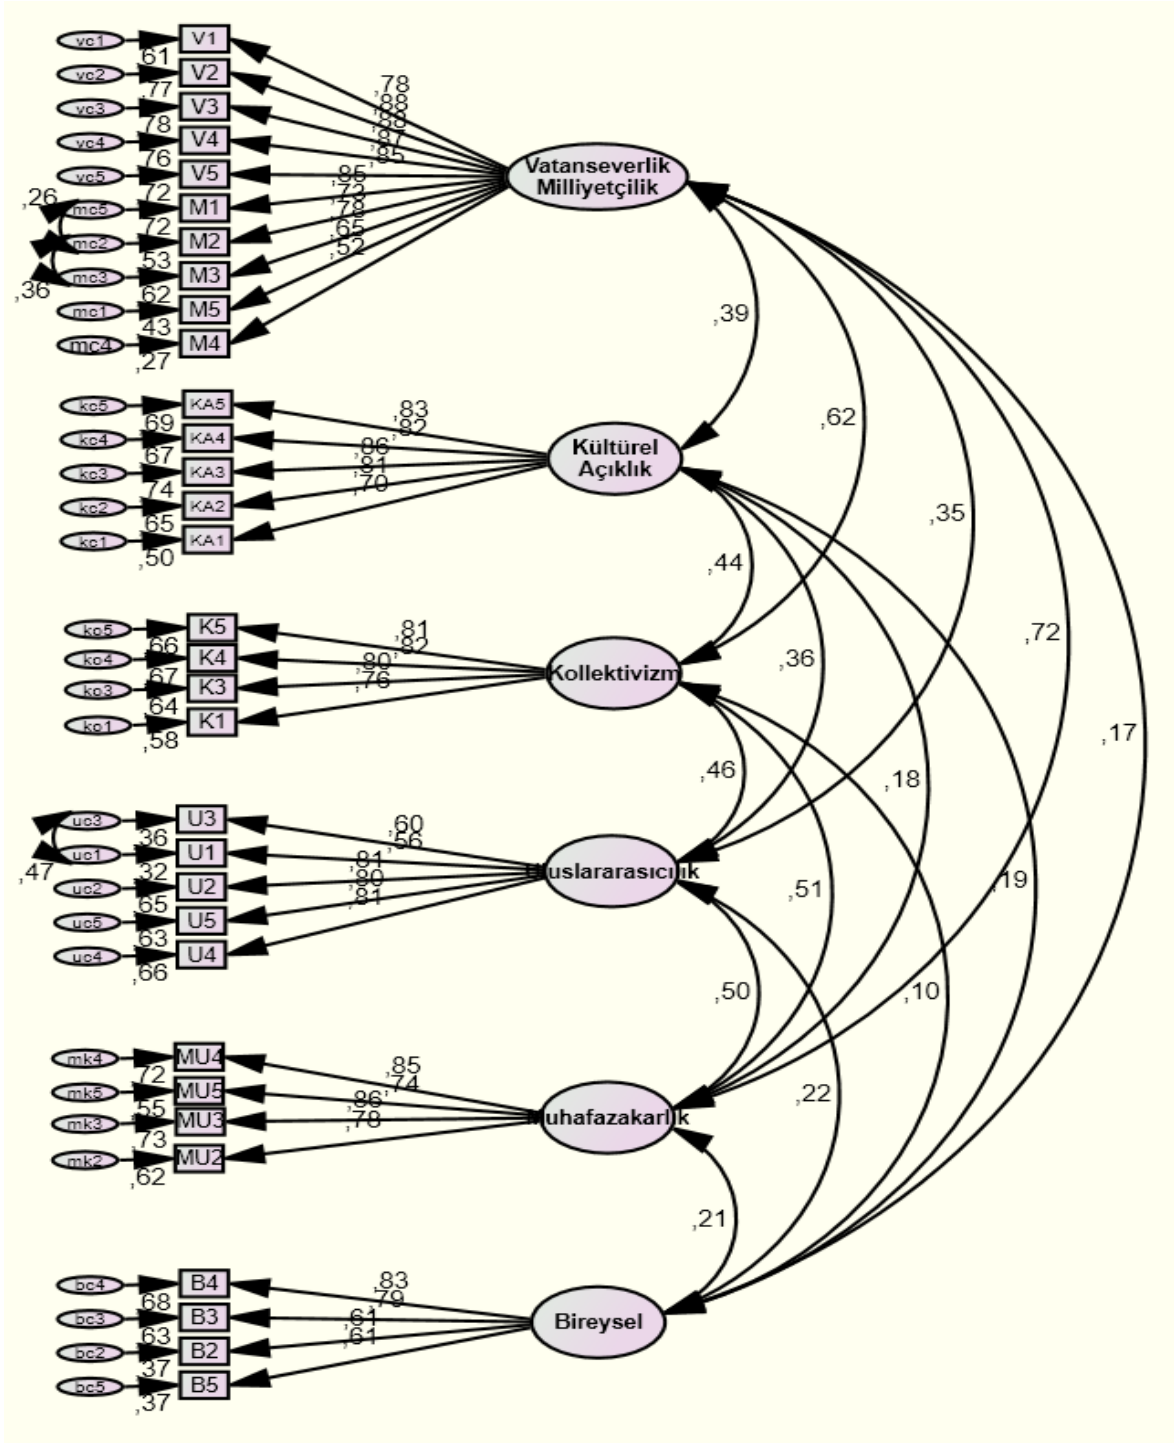 vc1
V1
,61
vc2
V2
,77
vc3
V3
,78
vc4
V4
,76
vc5
V5
,72
mc5
M1
,72
mc2
M2
,53
mc3
M3
,62
mc1
M5
,43
mc4
M4
,27
,26
,36
,78
,88
,88
,87
,85
,85
,73
,78
,65
,52
Vatanseverlik
Milliyetçilik
kc5
KA5
,69
kc4
KA4
,67
kc3
KA3
,74
kc2
KA2
,65
kc1
KA1
,50
,83
,82
,86
,81
,70
Kültürel
Açıklık
ko5
K5
,66
ko4
K4
,67
ko3
K3
,64
ko1
K1
,58
,81
,82
,80
,76
Kollektivizm
uc3
U3
,36
uc1
U1
,32
uc2
U2
,65
uc5
U5
,63
uc4
U4
,66
,47
,60
,56
,81
,80
,81
Uluslararasıcılık
mk4
MU4
,72
mk5
MU5
,55
mk3
MU3
,73
mk2
MU2
,62
,85
,74
,86
,78
Muhafazakarlık
bc4
B4
,68
bc3
B3
,63
bc2
B2
,37
bc5
B5
,37
,83
,79
,61
,61
Bireysel
,39
,62
,35
,44
,72
,36
,17
,46
,18
,51
,19
,50
,10
,22
,21